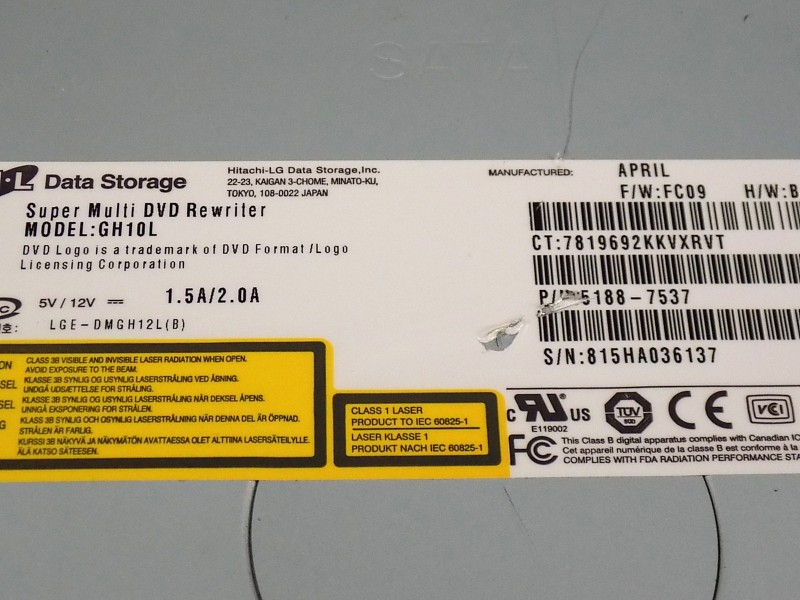 SATA
Data Storage
Hitachi-LG Data Storage,Inc.
22-23, KAIGAN 3-CHOME, MINATO-KU,
TOKYO, 108-0022 JAPAN
Super Multi DVD Rewriter
MODEL:GH10L
DVD Logo is a trademark of DVD Format/Logo
Licensing Corporation
5V / 12V 1.5A/2.0A
LGE-DMGH12L(B)
MANUFACTURED: APRIL
F/W:FC09 H/W:B
CT:7819692KKVXRVT
5188-7537
S/N:815HA036137
CLASS 3B VISIBLE AND INVISIBLE LASER RADIATION WHEN OPEN.
AVOID EXPOSURE TO THE BEAM.
KLASSE 3B SYNLIG OG USYNLIG LASERSTRÅLING VED ÅBNING.
UNDGÅ UDSÆTTELSE FOR STRÅLING.
KLASSE 3B SYNLIG OG USYNLIG LASERSTRÅLING NÅR DEKSEL ÅPENS.
UNNGÅ EKSPONERING FOR STRÅLEN.
KLASS 3B SYNLIG OCH OSYNLIG LASERSTRÅLNING NÄR DENNA DEL ÄR ÖPPNAD.
STRÅLEN ÄR FARLIG.
KURSSI 3B NÄKYVÄ JA NÄKYMÄTÖN AVATTAESSA OLET ALTTIINA LASERSÄTEILYLLE.
ÄLÄ KATSO SÄTEESEEN.
CLASS 1 LASER
PRODUCT TO IEC 60825-1
LASER KLASSE 1
PRODUKT NACH IEC 60825-1
c RU US
E119002
TÜV
CE
VCI
FC
This Class B digital apparatus complies with Canadian IC
Cet appareil numérique de la classe B est conforme à la
COMPLIES WITH FDA RADIATION PERFORMANCE STA